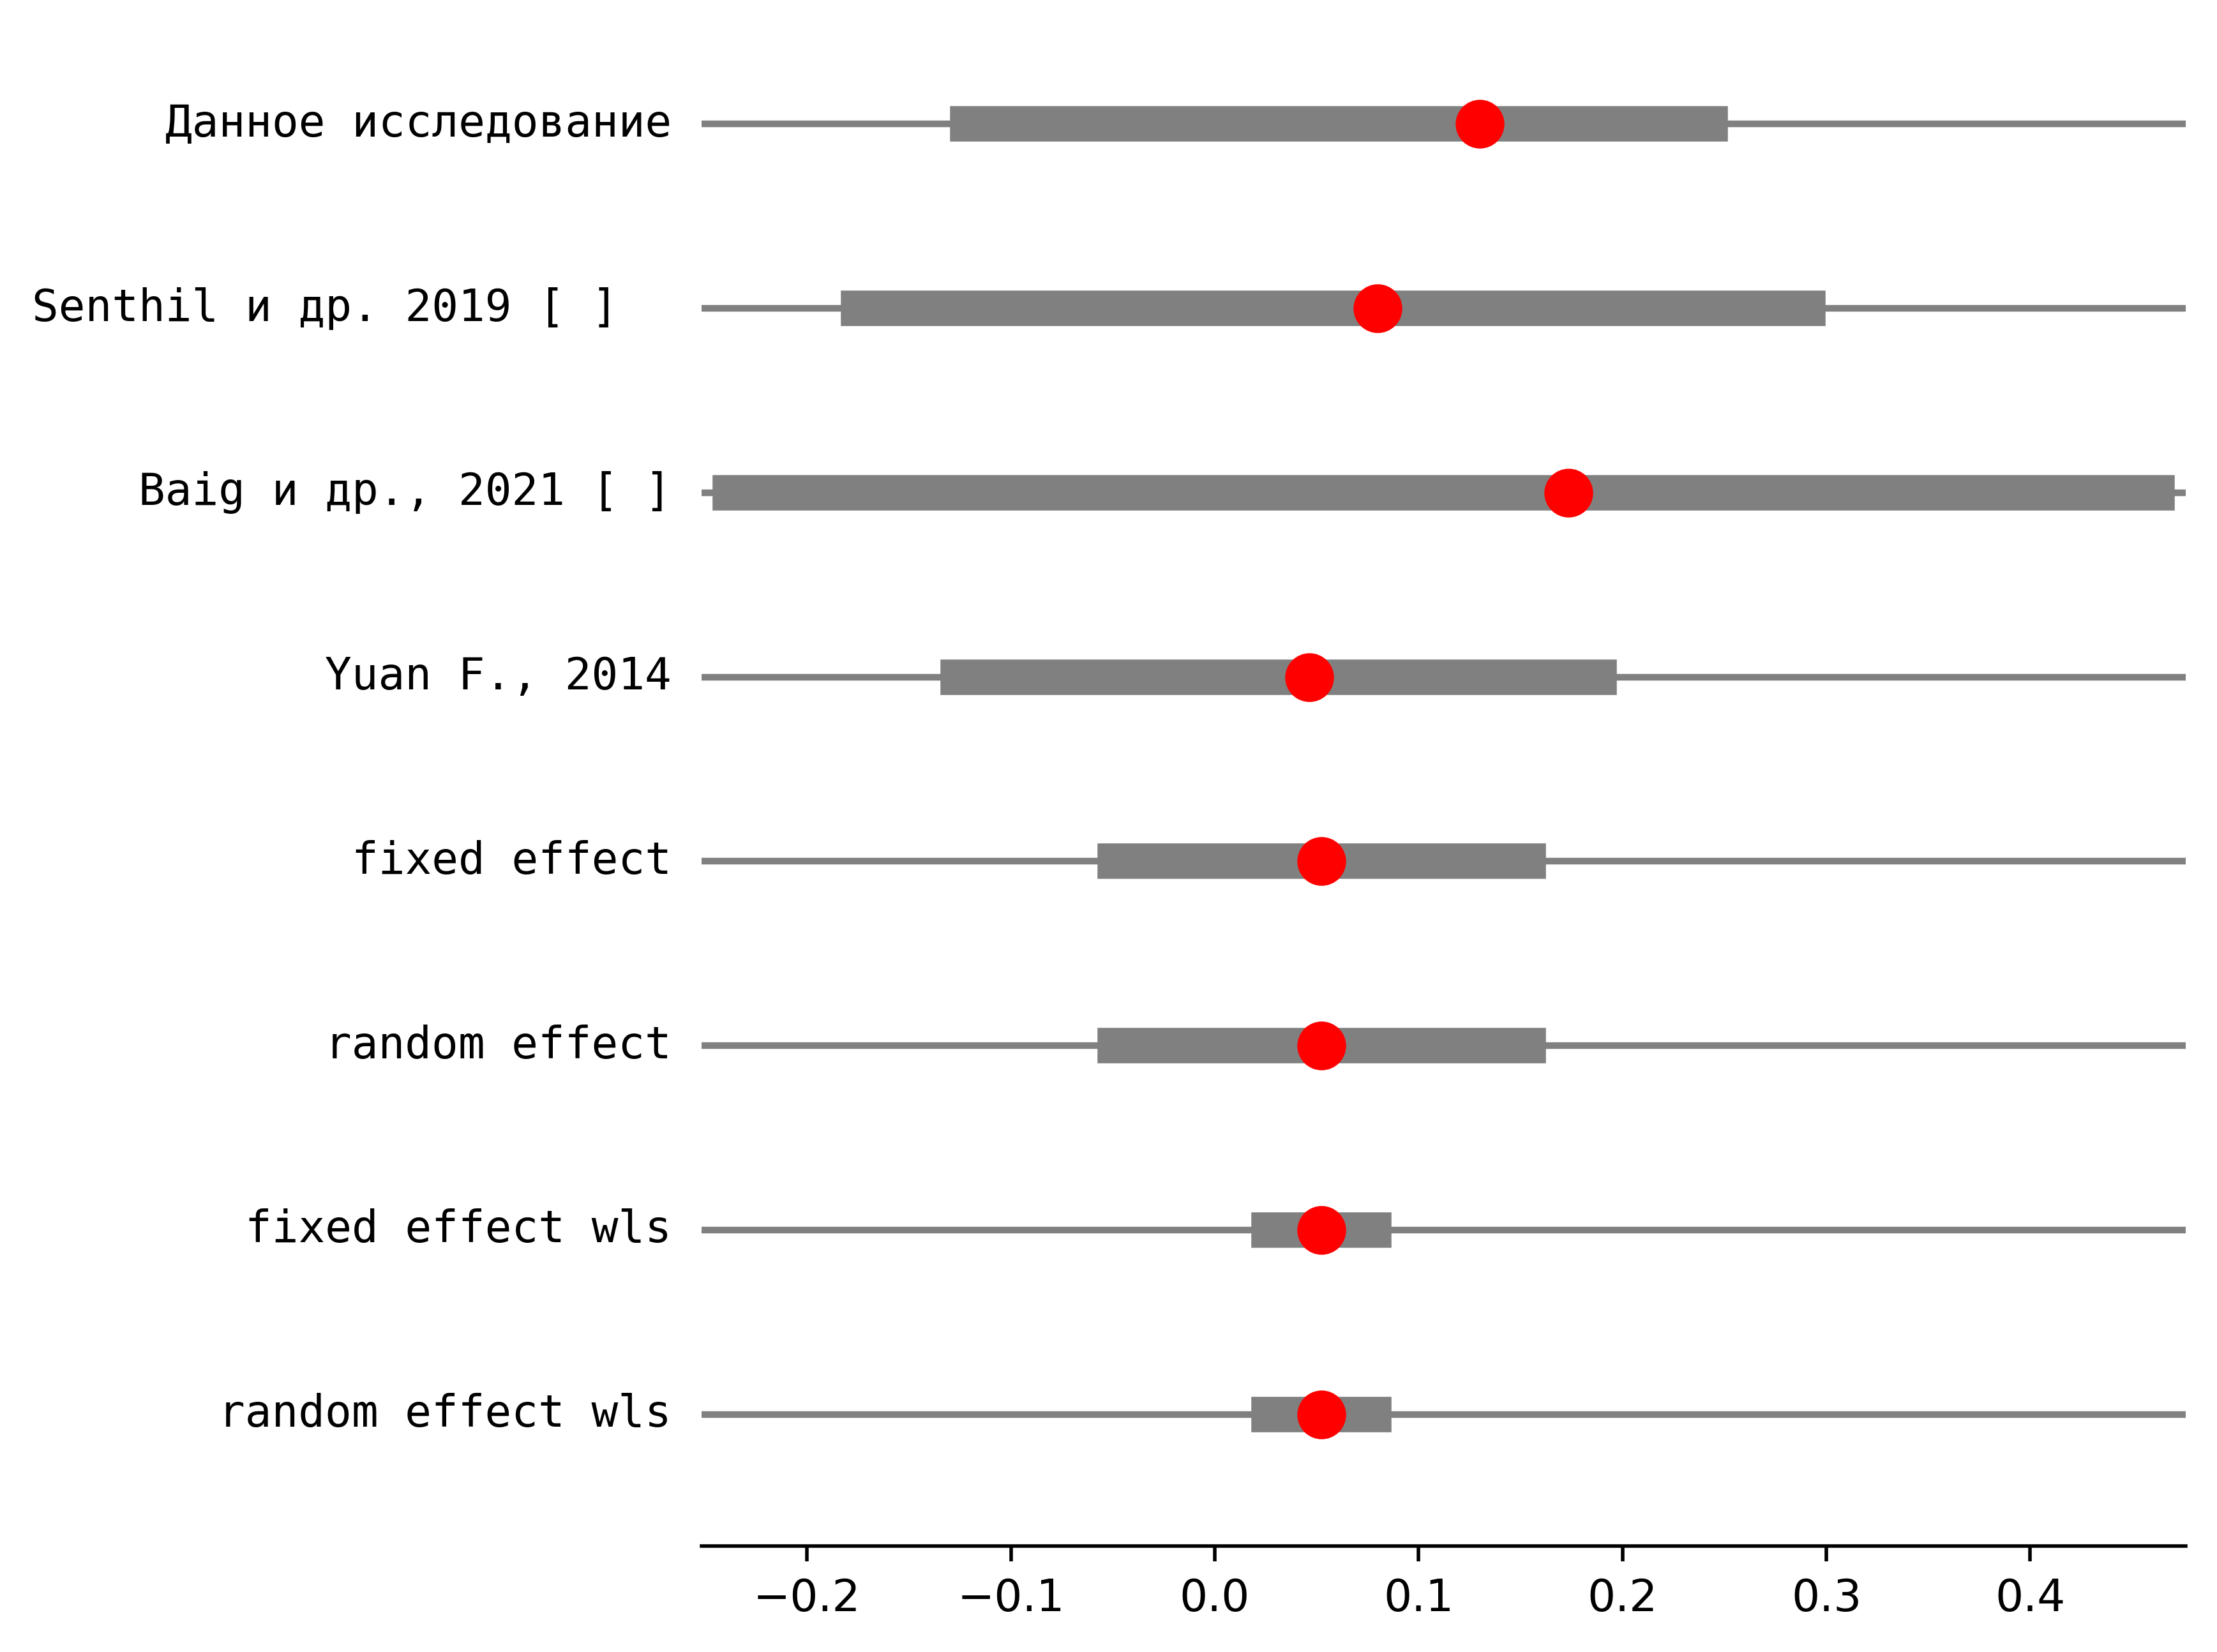 Данное исследование
Senthil и др. 2019 [ ]
Baig и др., 2021 [ ]
Yuan F., 2014
fixed effect
random effect
fixed effect wls
random effect wls
−0.2 −0.1 0.0 0.1 0.2 0.3 0.4